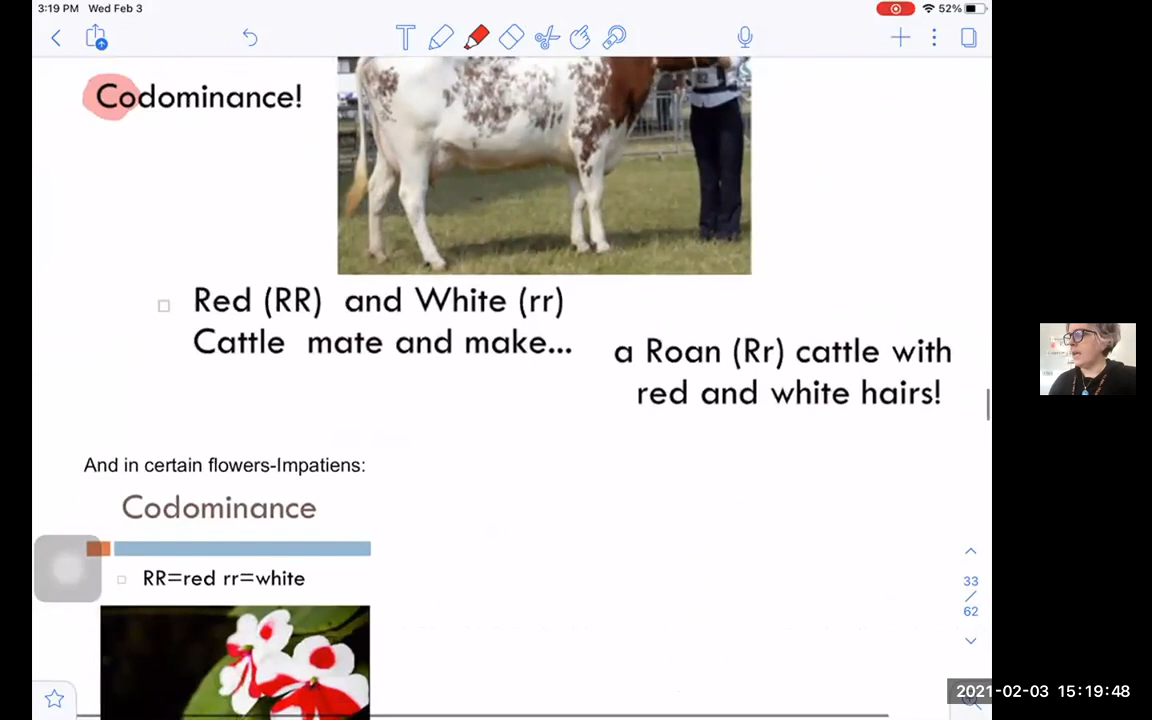 3:19 PM Wed Feb 3
52%
T
Codominance!
Red (RR) and White (rr)
Cattle mate and make...
a Roan (Rr) cattle with
red and white hairs!
And in certain flowers-Impatiens:
Codominance
RR=red rr=white
33
/
62
2021-02-03 15:19:48